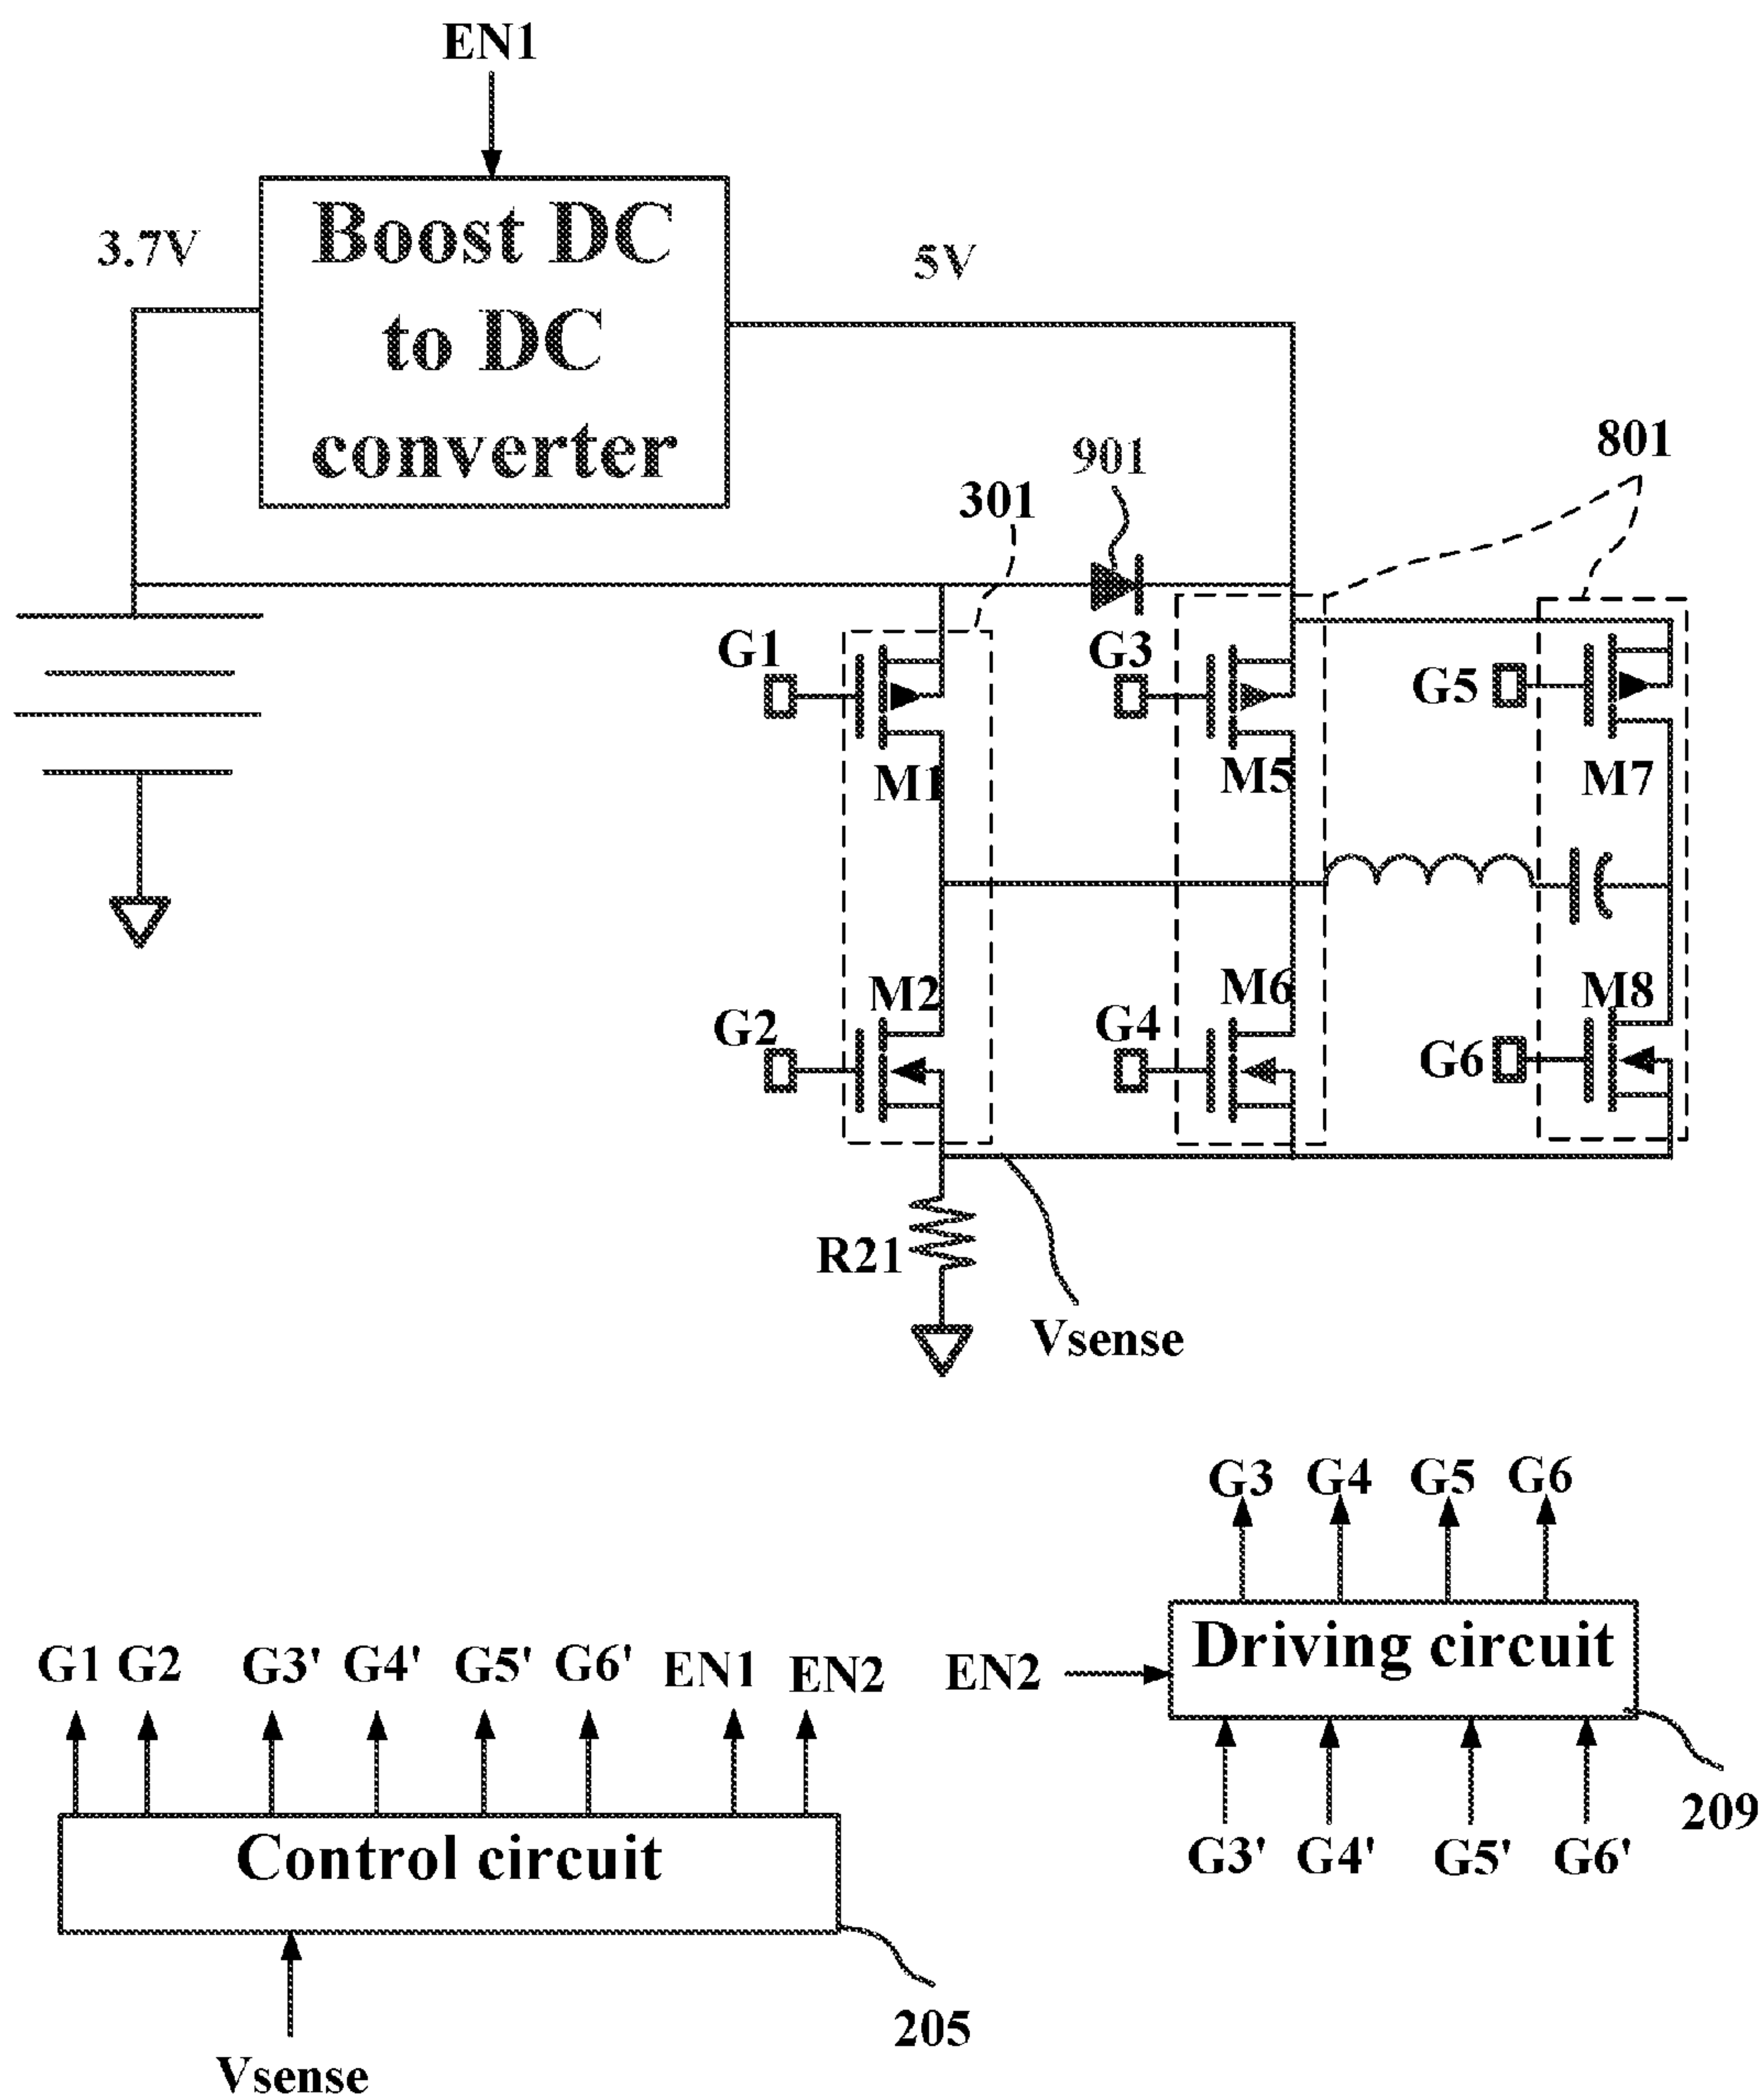 EN1
Boost DC
to DC
converter
3.7V
5V
901
801
301
G1
G3
G5
M1
M5
M7
M2
M6
M8
G2
G4
G6
R21
Vsense
G3 G4 G5 G6
Driving circuit
EN2
209
G3' G4' G5' G6'
G1 G2 G3' G4' G5' G6' EN1 EN2
Control circuit
205
Vsense